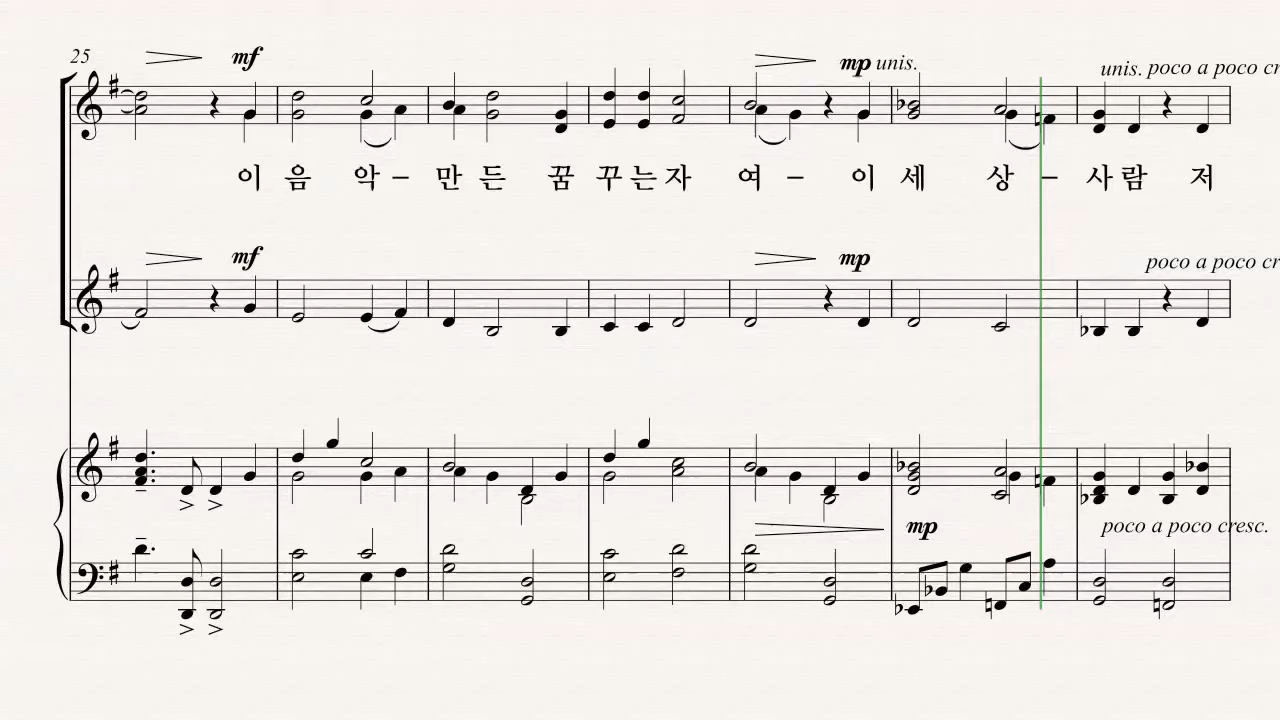 25
mf
mp unis.
unis. poco a poco cr
이 음 악 – 만 든 꿈 꾸 는 자 여 – 이 세 상 – 사 람 저
mf
mp
poco a poco cr
mp
poco a poco cresc.